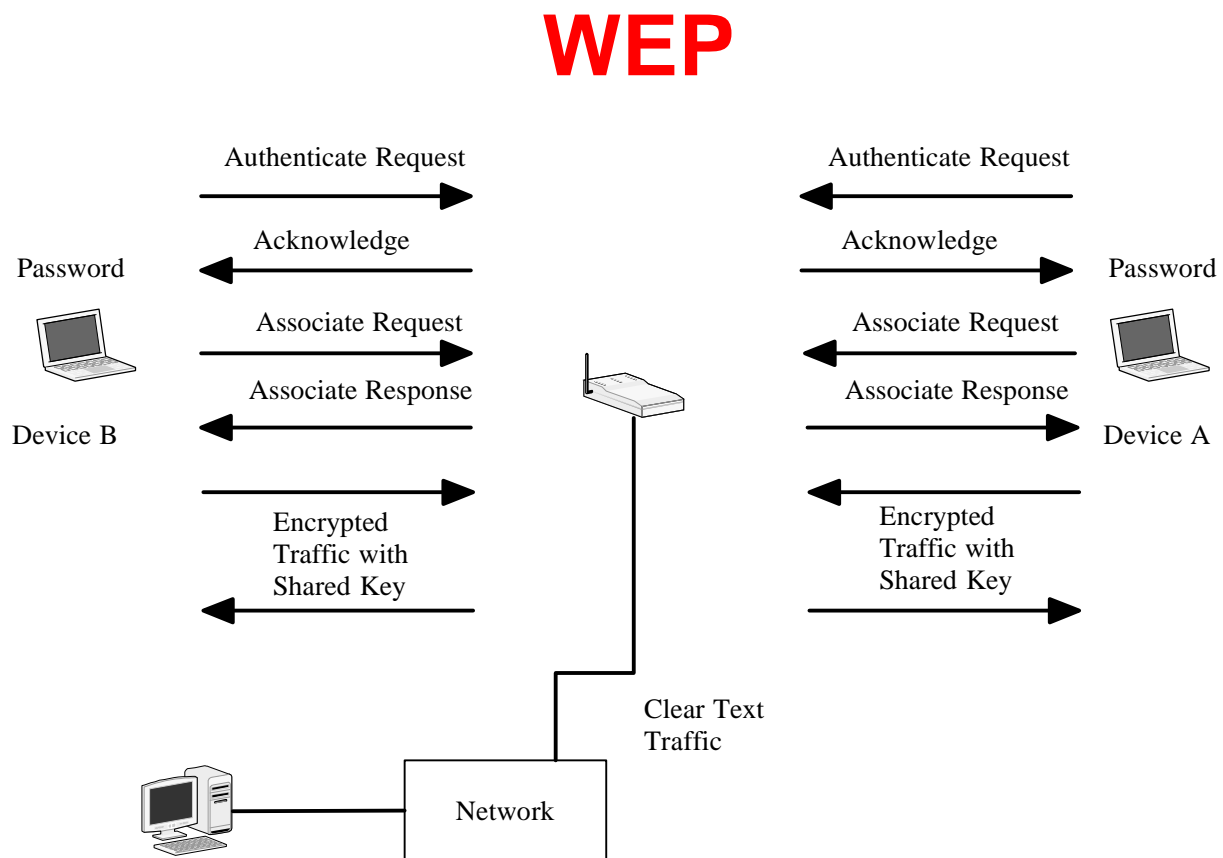 WEP
Authenticate Request
Authenticate Request
Acknowledge
Acknowledge
Password
Password
Associate Request
Associate Request
Associate Response
Associate Response
Device B
Device A
Encrypted
Traffic with
Shared Key
Encrypted
Traffic with
Shared Key
Clear Text
Traffic
Network